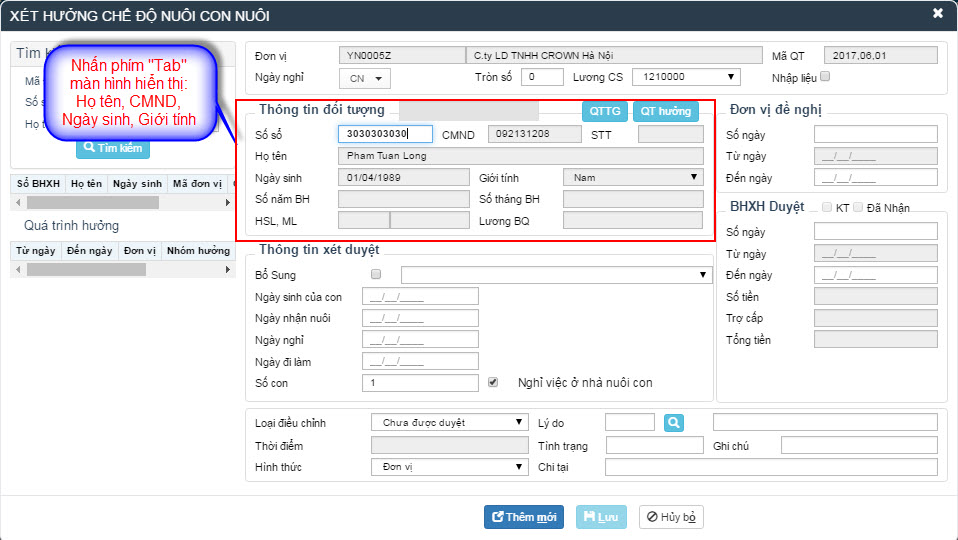 XÉT HƯỞNG CHẾ ĐỘ NUÔI CON NUÔI
Tìm
Nhấn phím "Tab"
màn hình hiển thị:
Họ tên, CMND,
Ngày sinh, Giới tính
Mã
Số
Họ
Tìm kiếm
Số BHXH Họ tên Ngày sinh Mã đơn vị
Quá trình hưởng
Từ ngày Đến ngày Đơn vị Nhóm hưởng
Đơn vị YN0005Z C.ty LD TNHH CROWN Hà Nội Mã QT 2017,06,01
Ngày nghỉ CN Tròn số 0 Lương CS 1210000 Nhập liệu
Thông tin đối tượng QTTG QT hưởng
Số sổ 3030303030 CMND 092131208 STT
Họ tên Pham Tuan Long
Ngày sinh 01/04/1989 Giới tính Nam
Số năm BH Số tháng BH
HSL, ML Lương BQ
Đơn vị đề nghị
Số ngày
Từ ngày __/__/____
Đến ngày __/__/____
Thông tin xét duyệt
Bổ Sung
Ngày sinh của con __/__/____
Ngày nhận nuôi __/__/____
Ngày nghỉ __/__/____
Ngày đi làm __/__/____
Số con 1 Nghỉ việc ở nhà nuôi con
BHXH Duyệt KT Đã Nhận
Số ngày
Từ ngày __/__/____
Đến ngày __/__/____
Số tiền
Trợ cấp
Tổng tiền
Loại điều chỉnh Chưa được duyệt Lý do
Thời điểm Tình trạng Ghi chú
Hình thức Đơn vị Chi tại
Thêm mới Lưu Hủy bỏ